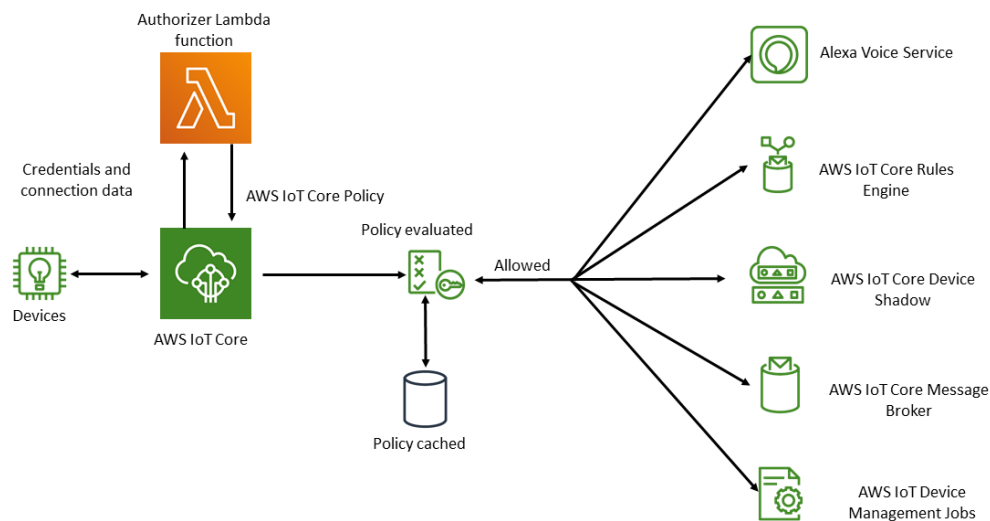 Authorizer Lambda
function
Credentials and
connection data
AWS IoT Core Policy
Devices
AWS IoT Core
Policy evaluated
Policy cached
Allowed
Alexa Voice Service
AWS IoT Core Rules
Engine
AWS IoT Core Device
Shadow
AWS IoT Core Message
Broker
AWS IoT Device
Management Jobs